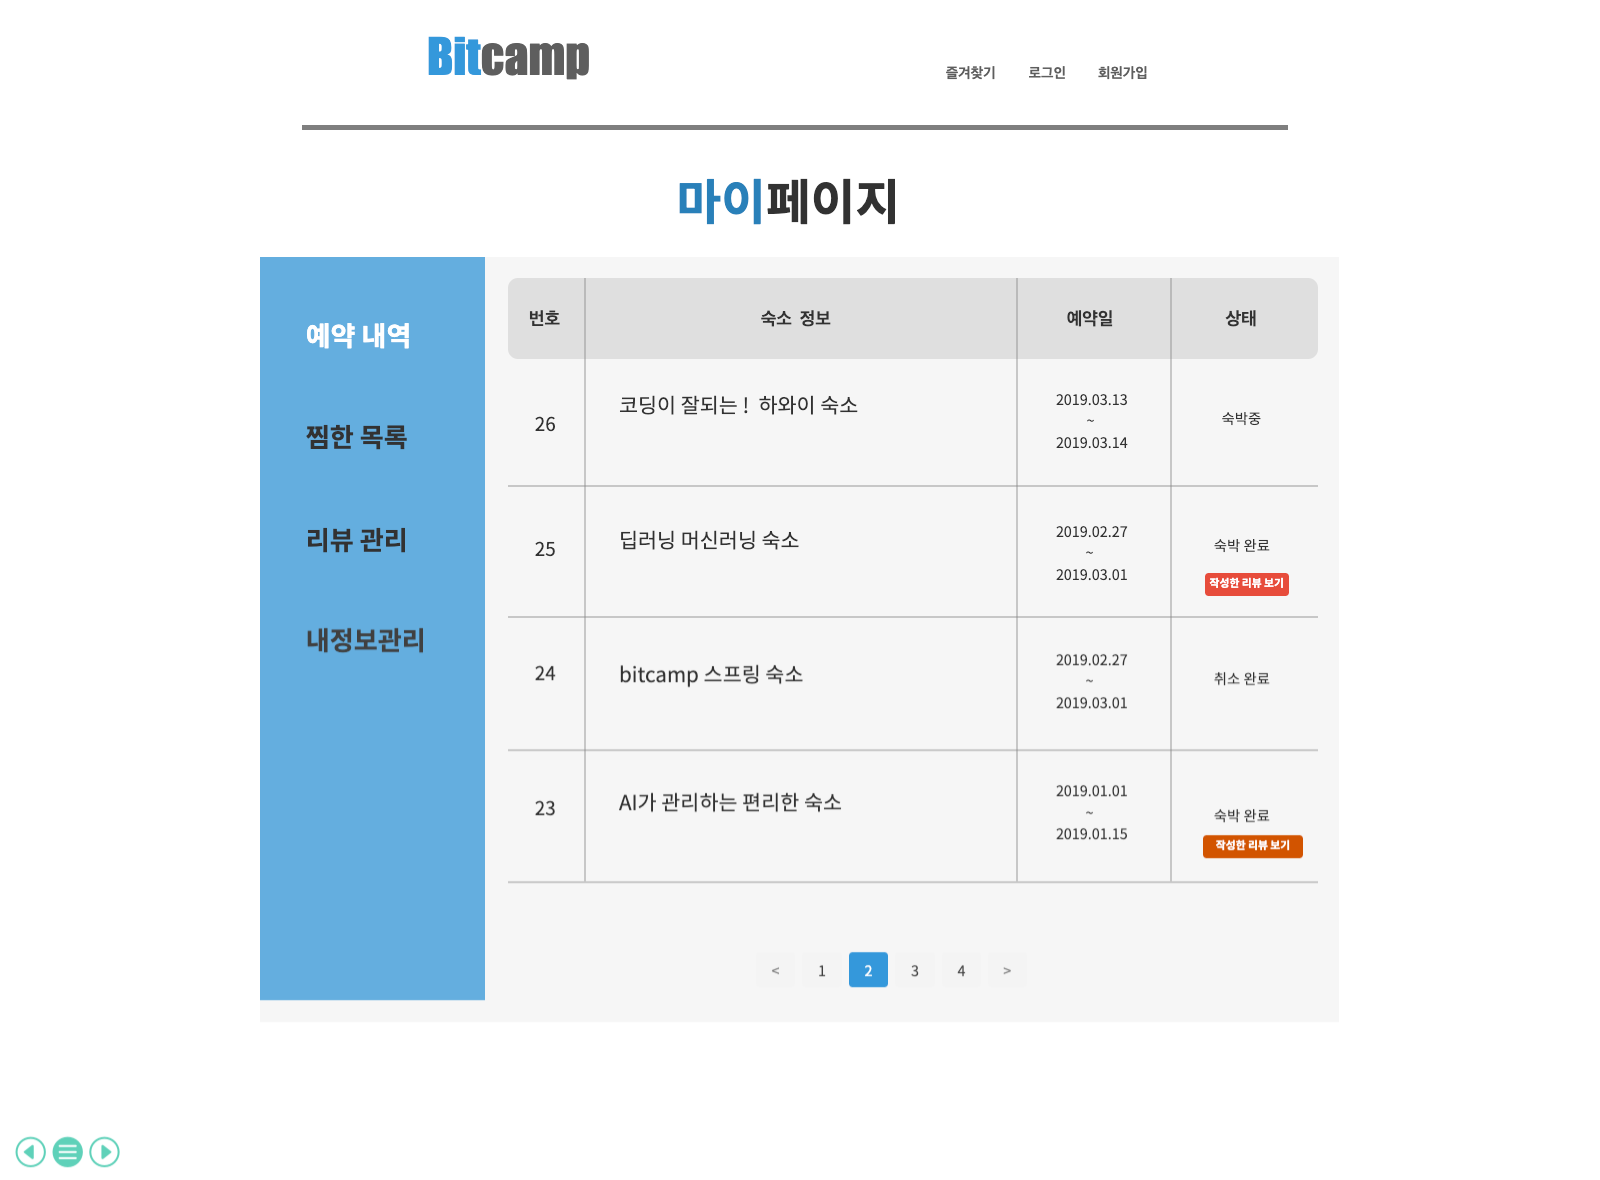 Bitcamp
즐겨찾기 로그인 회원가입
마이페이지
예약 내역
찜한 목록
리뷰 관리
내정보관리
번호 숙소 정보 예약일 상태
26 코딩이 잘되는 ! 하와이 숙소 2019.03.13 ~ 2019.03.14 숙박중
25 딥러닝 머신러닝 숙소 2019.02.27 ~ 2019.03.01 숙박 완료
작성한 리뷰 보기
24 bitcamp 스프링 숙소 2019.02.27 ~ 2019.03.01 취소 완료
23 AI가 관리하는 편리한 숙소 2019.01.01 ~ 2019.01.15 숙박 완료
작성한 리뷰 보기
< 1 2 3 4 >